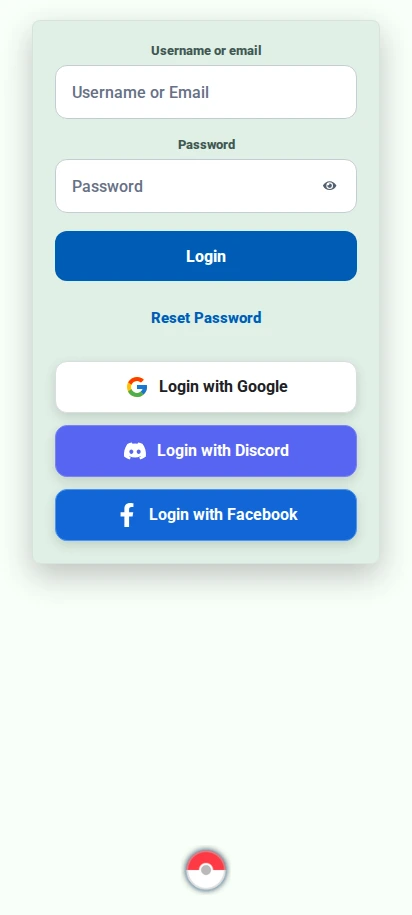 Username or email
Username or Email
Password
Password
Login
Reset Password
Login with Google
Login with Discord
Login with Facebook